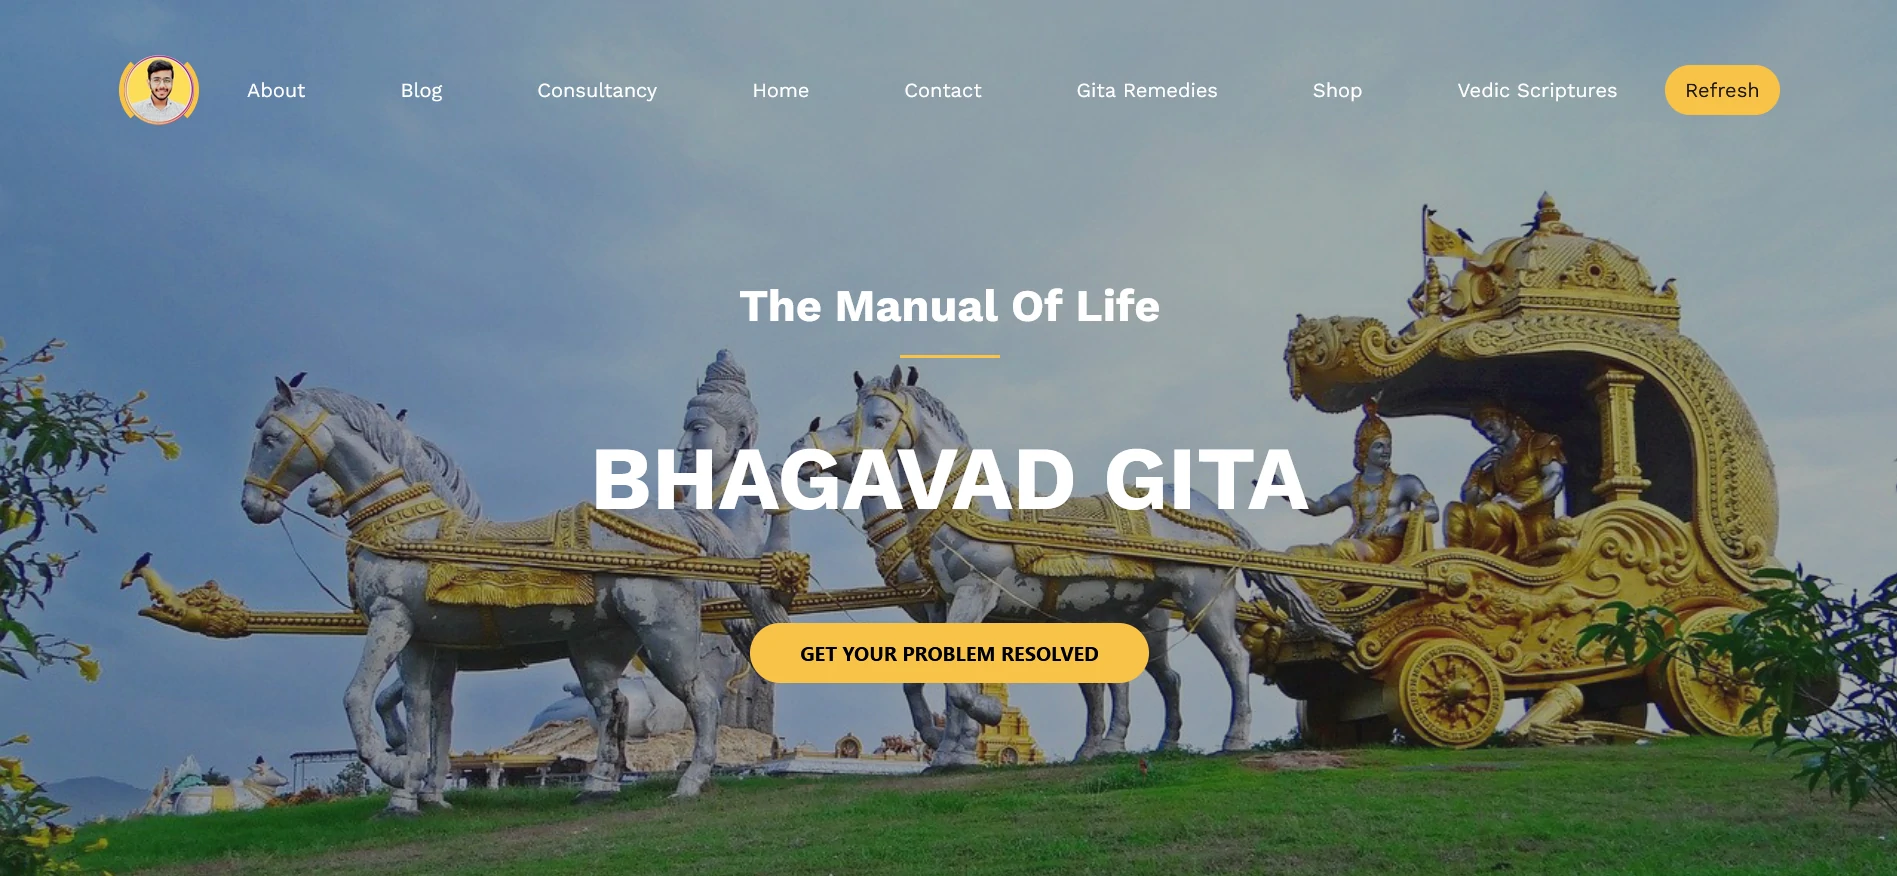 About
Blog
Consultancy
Home
Contact
Gita Remedies
Shop
Vedic Scriptures
Refresh
The Manual Of Life
BHAGAVAD GITA
GET YOUR PROBLEM RESOLVED